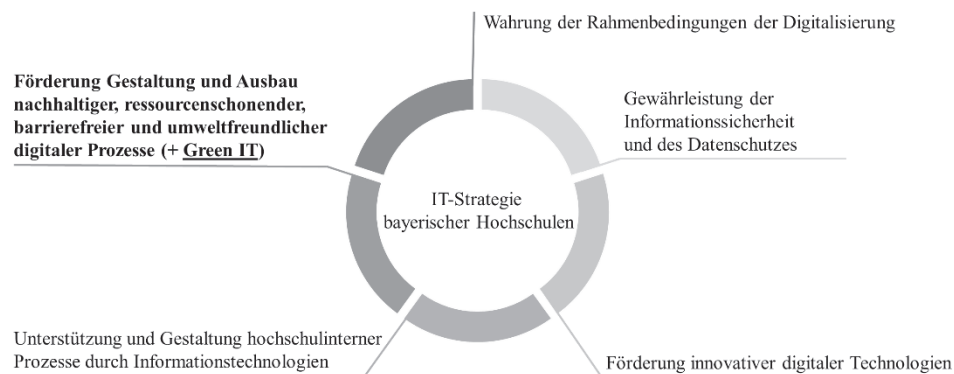 Wahrung der Rahmenbedingungen der Digitalisierung
Förderung Gestaltung und Ausbau
nachhaltiger, ressourcenschonender,
barrierefreier und umweltfreundlicher
digitaler Prozesse (+ Green IT)
Gewährleistung der
Informationssicherheit
und des Datenschutzes
IT-Strategie
bayerischer Hochschulen
Unterstützung und Gestaltung hochschulinterner
Prozesse durch Informationstechnologien
Förderung innovativer digitaler Technologien